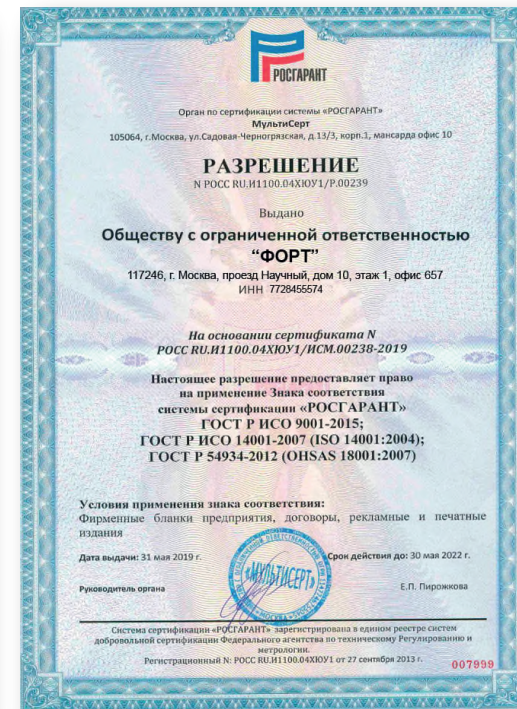 РОСГАРАНТ
Орган по сертификации системы «РОСГАРАНТ»
МультиСерт
105064, г.Москва, ул.Садовая-Черногрязская, д.13/3, корп.1, мансарда офис 10
РАЗРЕШЕНИЕ
N РОСС RU.И1100.04ХЮУ1/Р.00239
Выдано
Обществу с ограниченной ответственностью
“ФОРТ”
117246, г. Москва, проезд Научный, дом 10, этаж 1, офис 657
ИНН 7728455574
На основании сертификата N
РОСС RU.И1100.04ХЮУ1/ИСМ.00238-2019
Настоящее разрешение предоставляет право
на применение Знака соответствия
системы сертификации «РОСГАРАНТ»
ГОСТ Р ИСО 9001-2015;
ГОСТ Р ИСО 14001-2007 (ISO 14001:2004);
ГОСТ Р 54934-2012 (OHSAS 18001:2007)
Условия применения знака соответствия:
Фирменные бланки предприятия, договоры, рекламные и печатные
издания
Дата выдачи: 31 мая 2019 г. Срок действия до: 30 мая 2022 г.
«МУЛЬТИСЕРТ»
МОСКВА
Руководитель органа Е.П. Пирожкова
Система сертификации «РОСГАРАНТ» зарегистрирована в едином реестре систем
добровольной сертификации Федерального агентства по техническому Регулированию и
метрологии.
Регистрационный N: РОСС RU.И1100.04ХЮУ1 от 27 сентября 2013 г.
007999